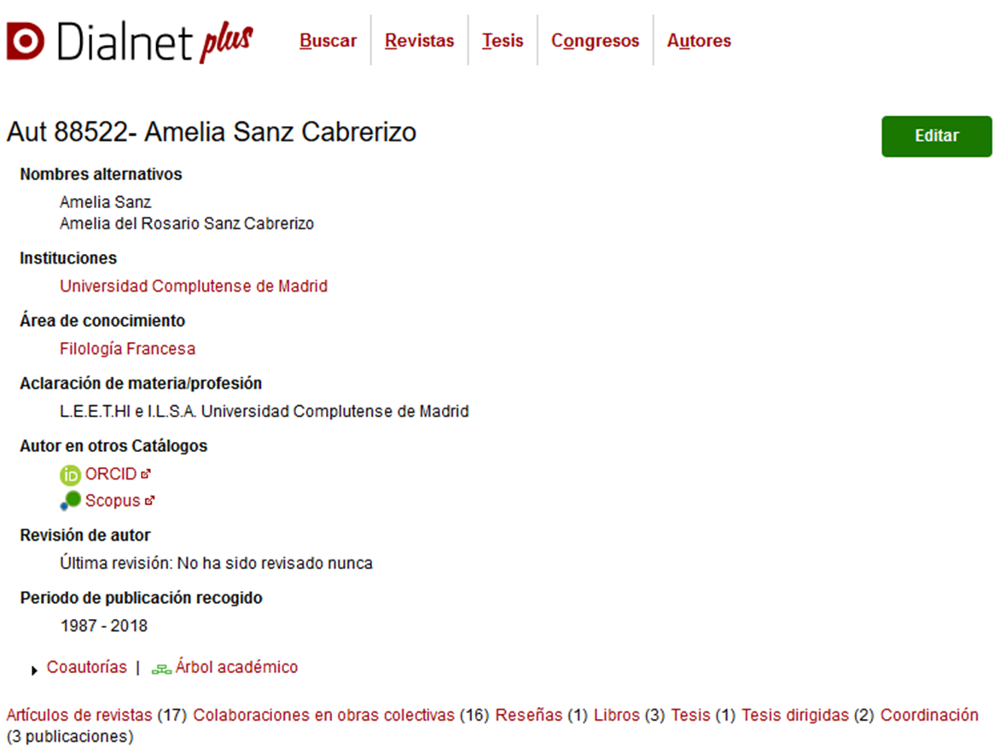 Dialnet plus
Buscar
Revistas
Tesis
Congresos
Autores
Aut 88522- Amelia Sanz Cabrerizo
Editar
Nombres alternativos
Amelia Sanz
Amelia del Rosario Sanz Cabrerizo
Instituciones
Universidad Complutense de Madrid
Área de conocimiento
Filología Francesa
Aclaración de materia/profesión
L.E.E.T.HI e I.L.S.A. Universidad Complutense de Madrid
Autor en otros Catálogos
iD ORCID
Scopus
Revisión de autor
Última revisión: No ha sido revisado nunca
Periodo de publicación recogido
1987 - 2018
Coautorías | Árbol académico
Artículos de revistas (17) Colaboraciones en obras colectivas (16) Reseñas (1) Libros (3) Tesis (1) Tesis dirigidas (2) Coordinación
(3 publicaciones)